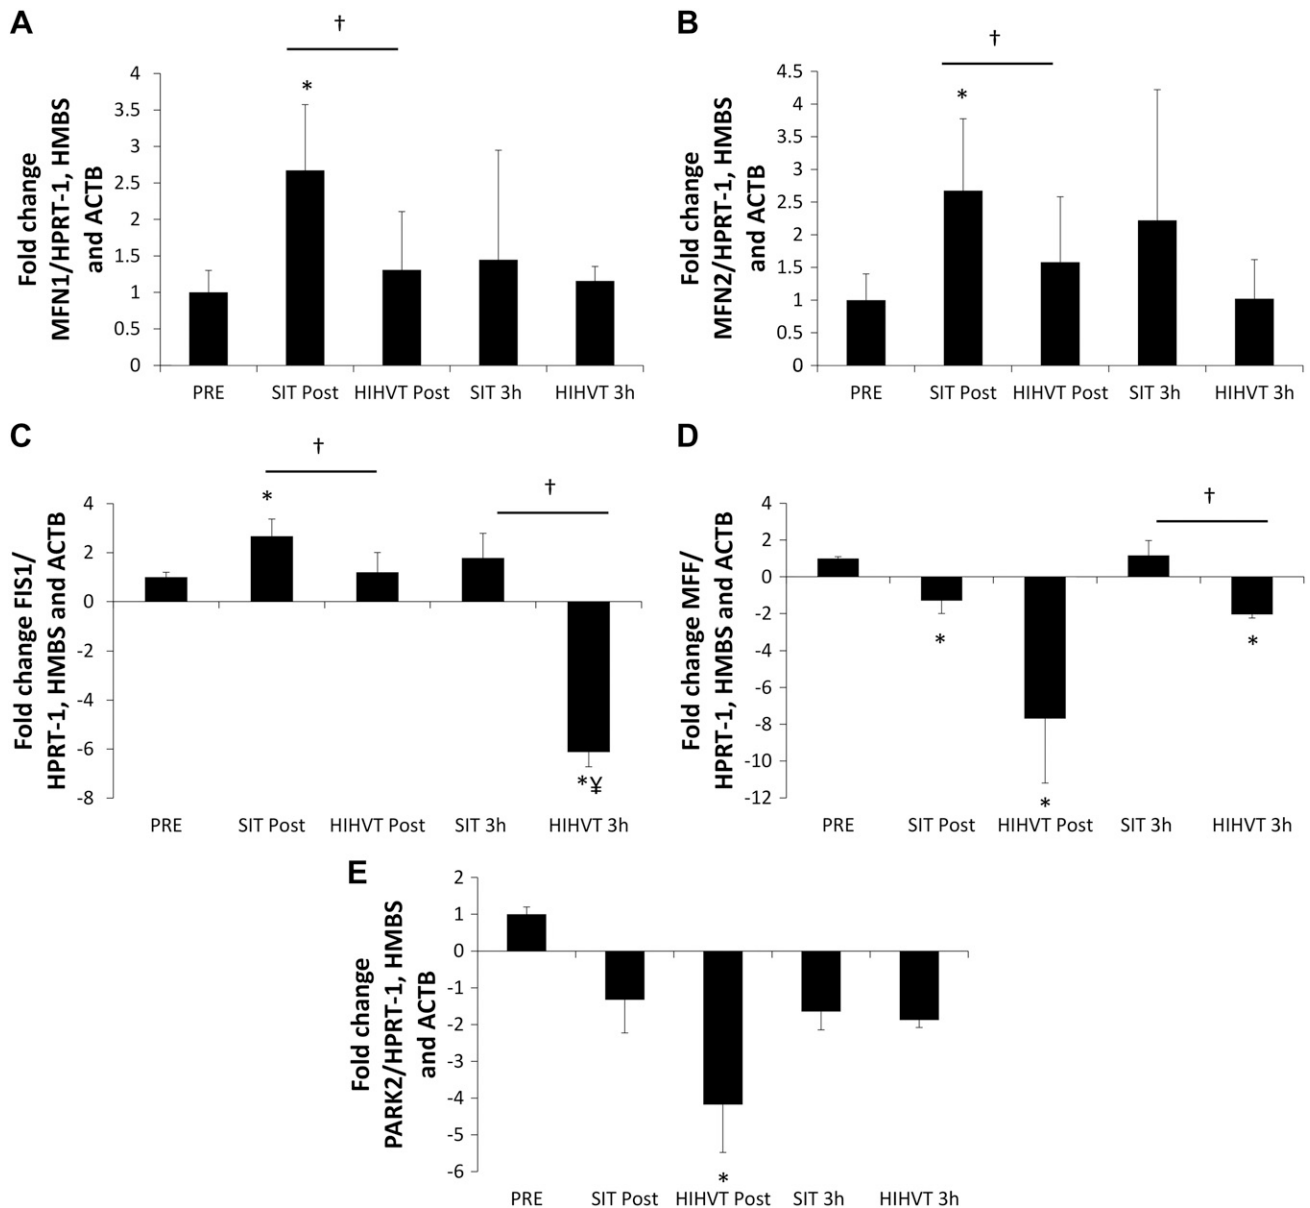 A
†
*
4
3.5
3
2.5
2
1.5
1
0.5
0
Fold change
MFN1/HPRT-1, HMBS
and ACTB
PRE
SIT Post
HIHVT Post
SIT 3h
HIHVT 3h
B
†
*
4.5
4
3.5
3
2.5
2
1.5
1
0.5
0
Fold change
MFN2/HPRT-1, HMBS
and ACTB
PRE
SIT Post
HIHVT Post
SIT 3h
HIHVT 3h
C
†
*
†
4
2
0
-2
-4
-6
-8
Fold change FIS1/
HPRT-1, HMBS and ACTB
*¥
PRE
SIT Post
HIHVT Post
SIT 3h
HIHVT 3h
D
†
4
2
0
-2
-4
-6
-8
-10
-12
Fold change MFF/
HPRT-1, HMBS and ACTB
*
*
*
PRE
SIT Post
HIHVT Post
SIT 3h
HIHVT 3h
E
2
1
0
-1
-2
-3
-4
-5
-6
Fold change
PARK2/HPRT-1, HMBS
and ACTB
*
PRE
SIT Post
HIHVT Post
SIT 3h
HIHVT 3h